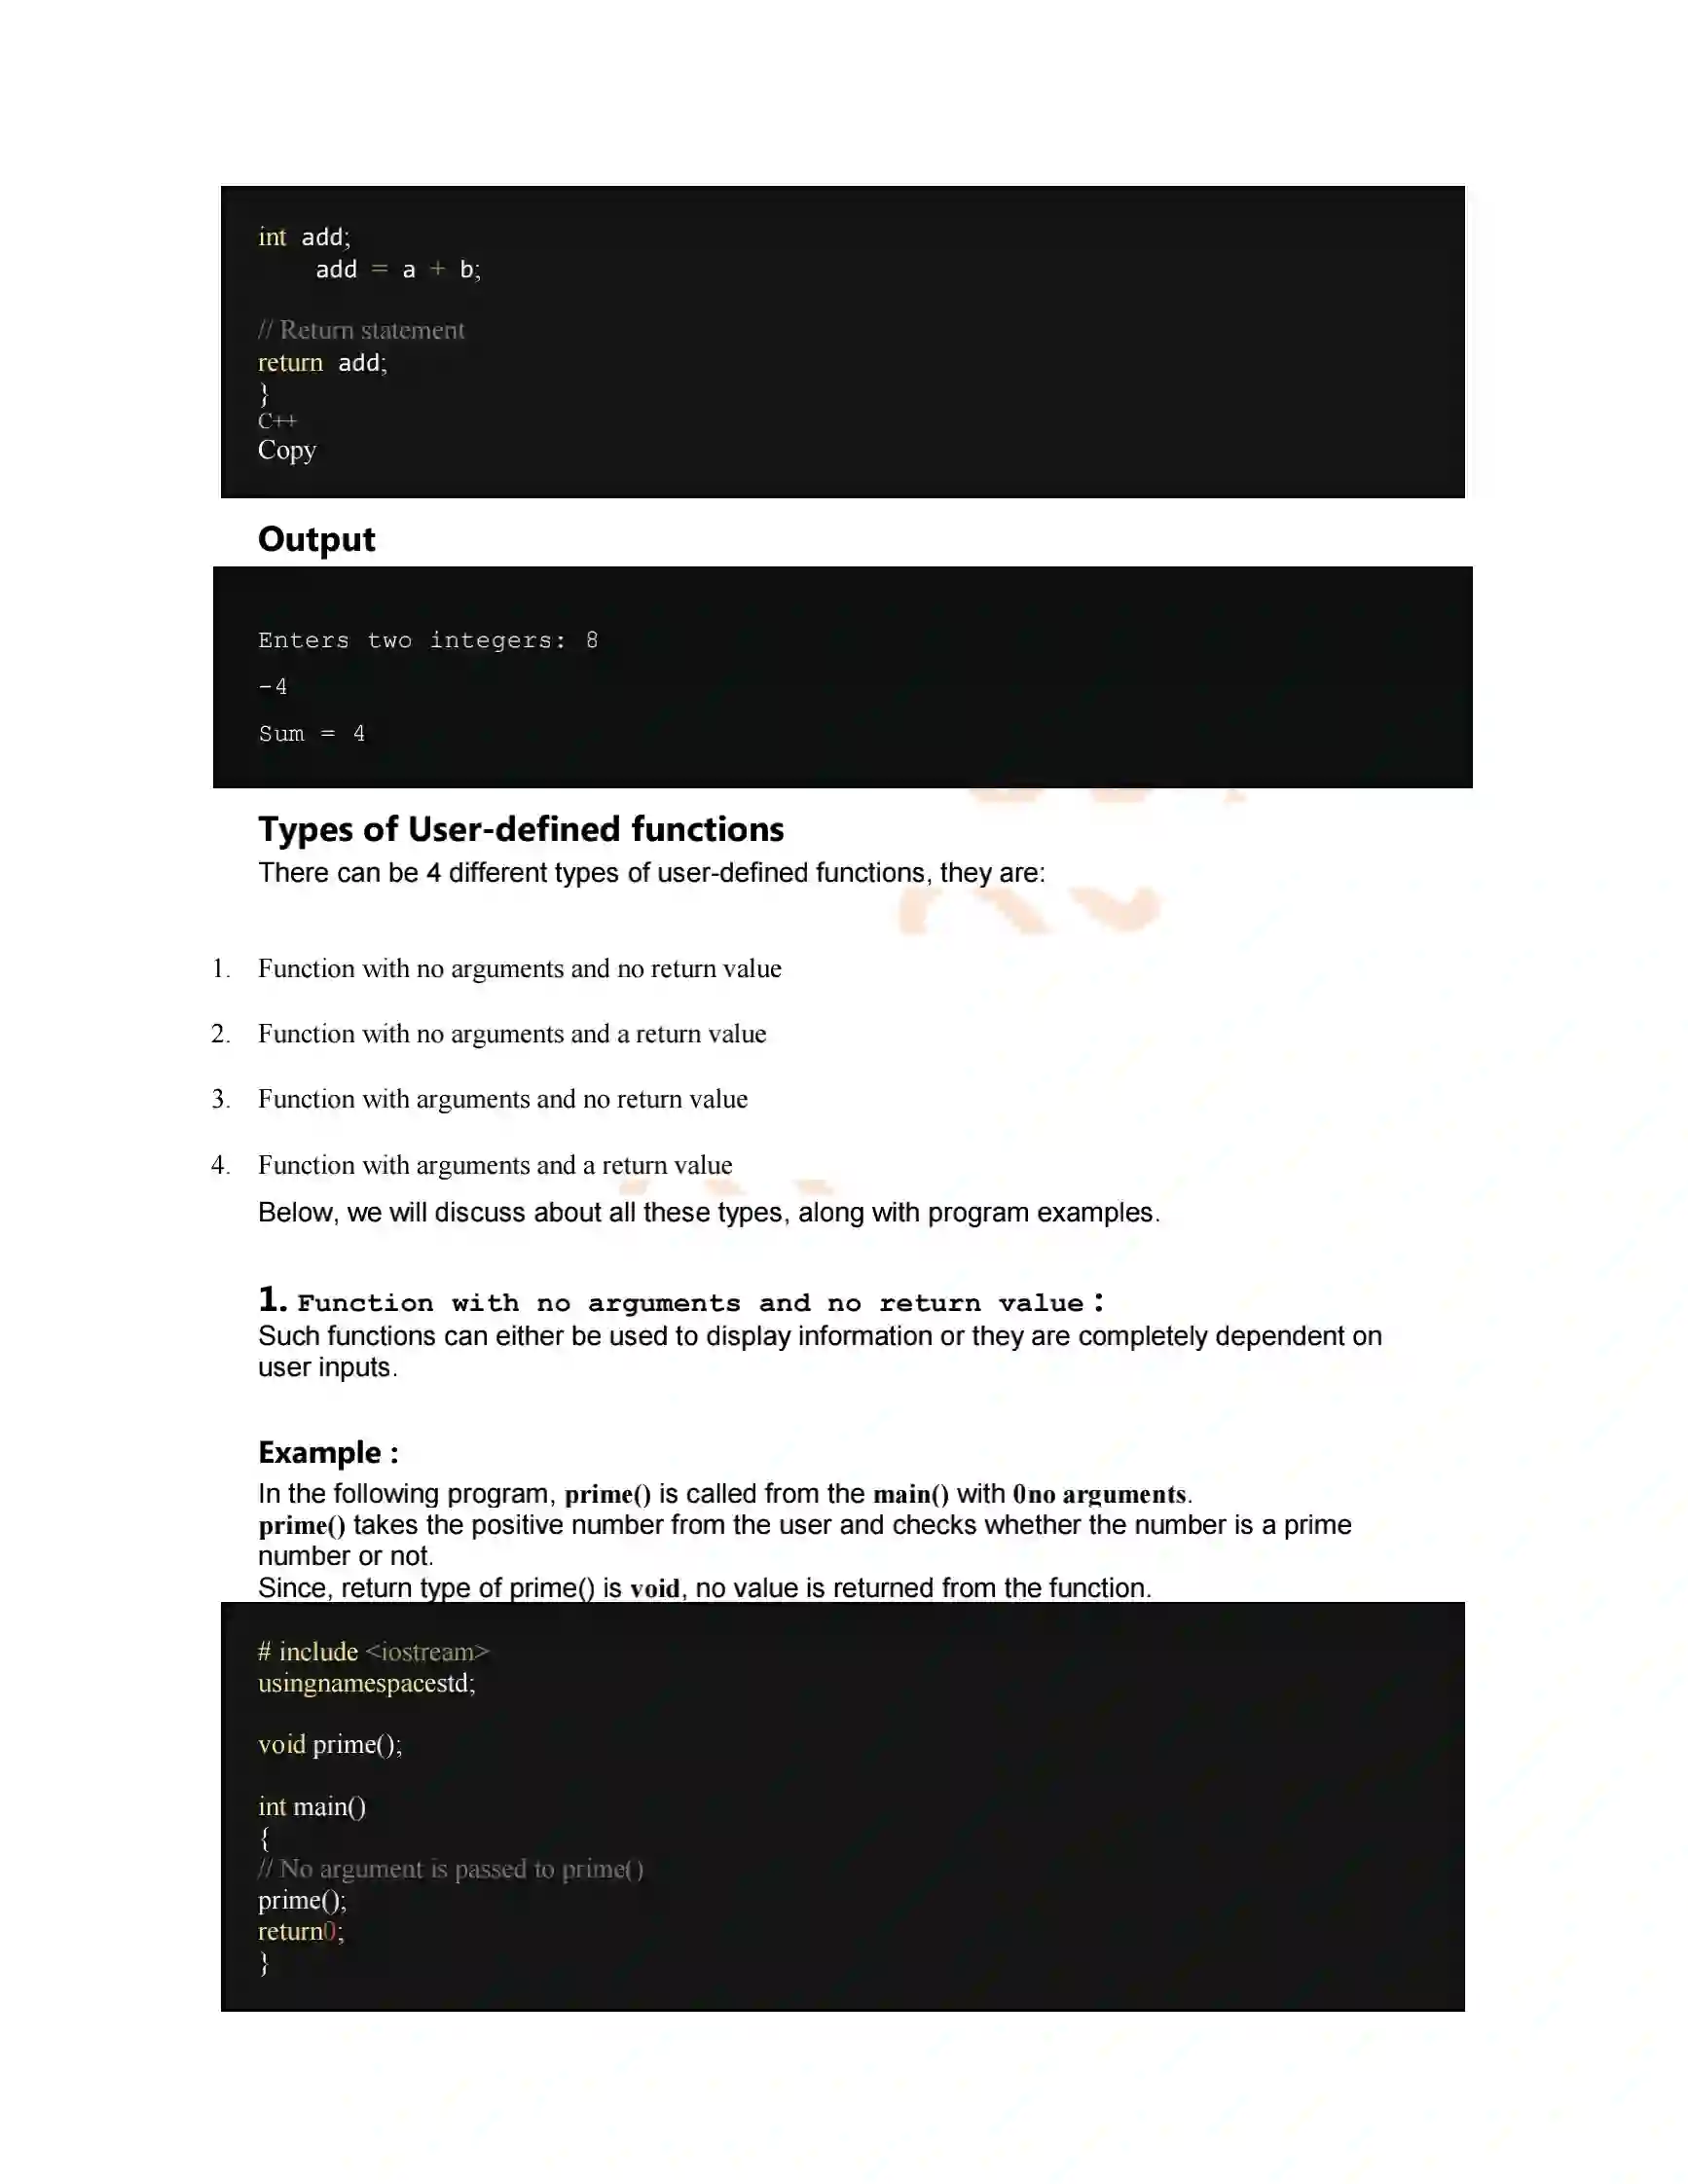 int add;
add = a + b;
// Return statement
return add;
}
C++
Copy
Output
Enters two integers: 8
-4
Sum = 4
Types of User-defined functions
There can be 4 different types of user-defined functions, they are:
1. Function with no arguments and no return value
2. Function with no arguments and a return value
3. Function with arguments and no return value
4. Function with arguments and a return value
Below, we will discuss about all these types, along with program examples.
1. Function with no arguments and no return value :
Such functions can either be used to display information or they are completely dependent on
user inputs.
Example :
In the following program, prime() is called from the main() with 0no arguments.
prime() takes the positive number from the user and checks whether the number is a prime
number or not.
Since, return type of prime() is void, no value is returned from the function.
# include <iostream>
usingnamespacestd;
void prime();
int main()
{
// No argument is passed to prime()
prime();
return0;
}